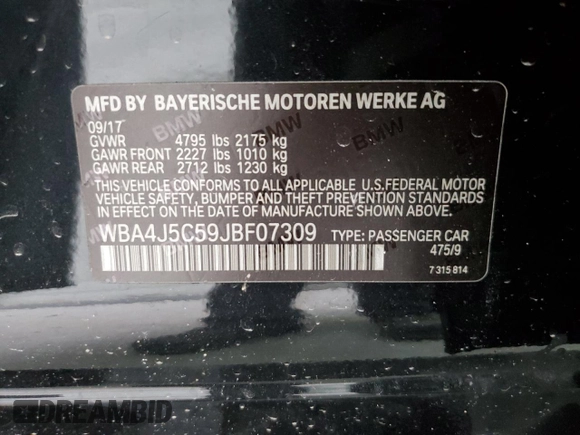 MFD BY BAYERISCHE MOTOREN WERKE AG
09/17
GVWR 4795 lbs 2175 kg
GAWR FRONT 2227 lbs 1010 kg
GAWR REAR 2712 lbs 1230 kg
THIS VEHICLE CONFORMS TO ALL APPLICABLE U.S.FEDERAL MOTOR
VEHICLE SAFETY, BUMPER AND THEFT PREVENTION STANDARDS
IN EFFECT ON THE DATE OF MANUFACTURE SHOWN ABOVE.
WBA4J5C59JBF07309 TYPE: PASSENGER CAR
475/9
7 315 814
BMW
BMW
BMW
DREAMBID